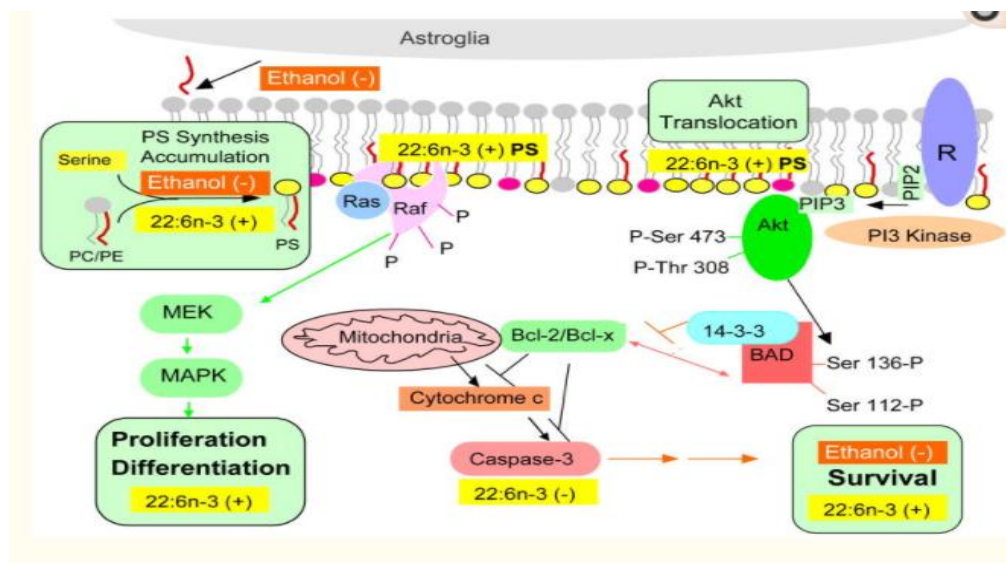 Astroglia
Ethanol (-)
PS Synthesis
Accumulation
Serine
Ethanol (-)
22:6n-3 (+)
PC/PE
PS
22:6n-3 (+) PS
Ras
Raf
P
P
P
Akt
Translocation
22:6n-3 (+) PS
R
PIP2
PIP3
PI3 Kinase
Akt
P-Ser 473
P-Thr 308
MEK
MAPK
Proliferation
Differentiation
22:6n-3 (+)
Mitochondria
Bcl-2/Bcl-x
14-3-3
BAD
Ser 136-P
Ser 112-P
Cytochrome c
Caspase-3
22:6n-3 (-)
Ethanol (-)
Survival
22:6n-3 (+)